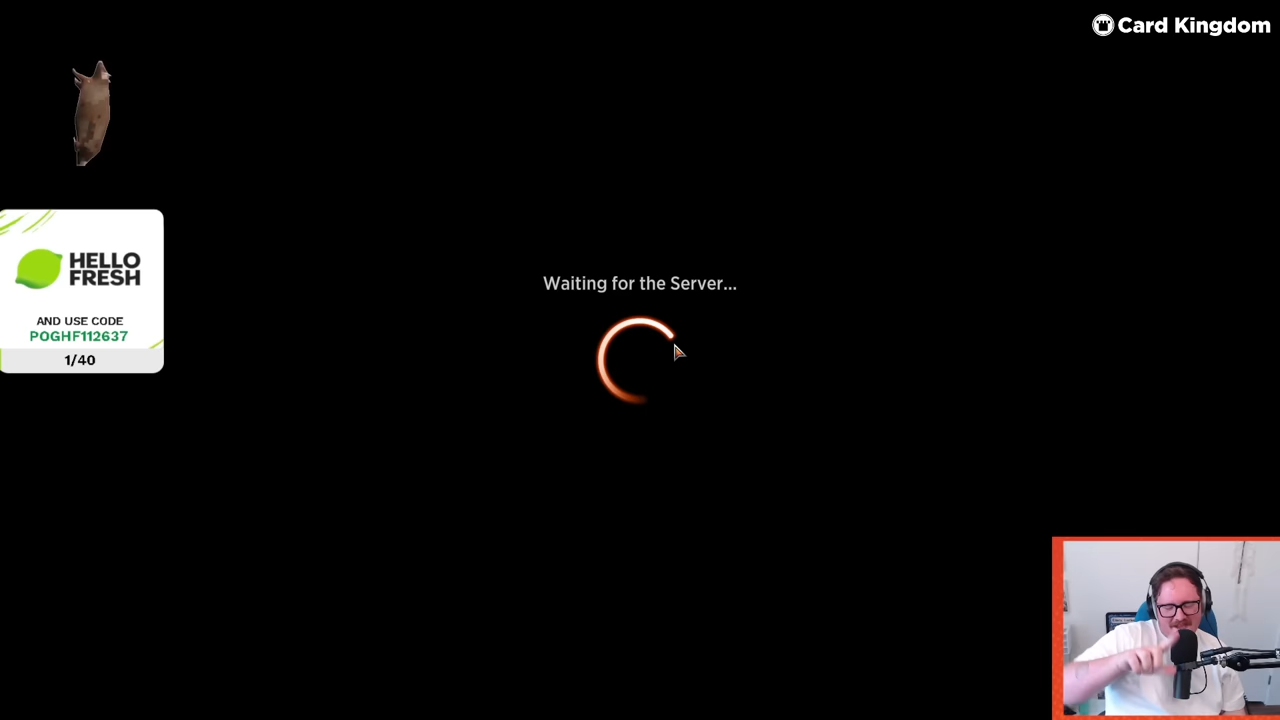 Card Kingdom
HELLO
FRESH
AND USE CODE
POGHF112637
1/40
Waiting for the Server...